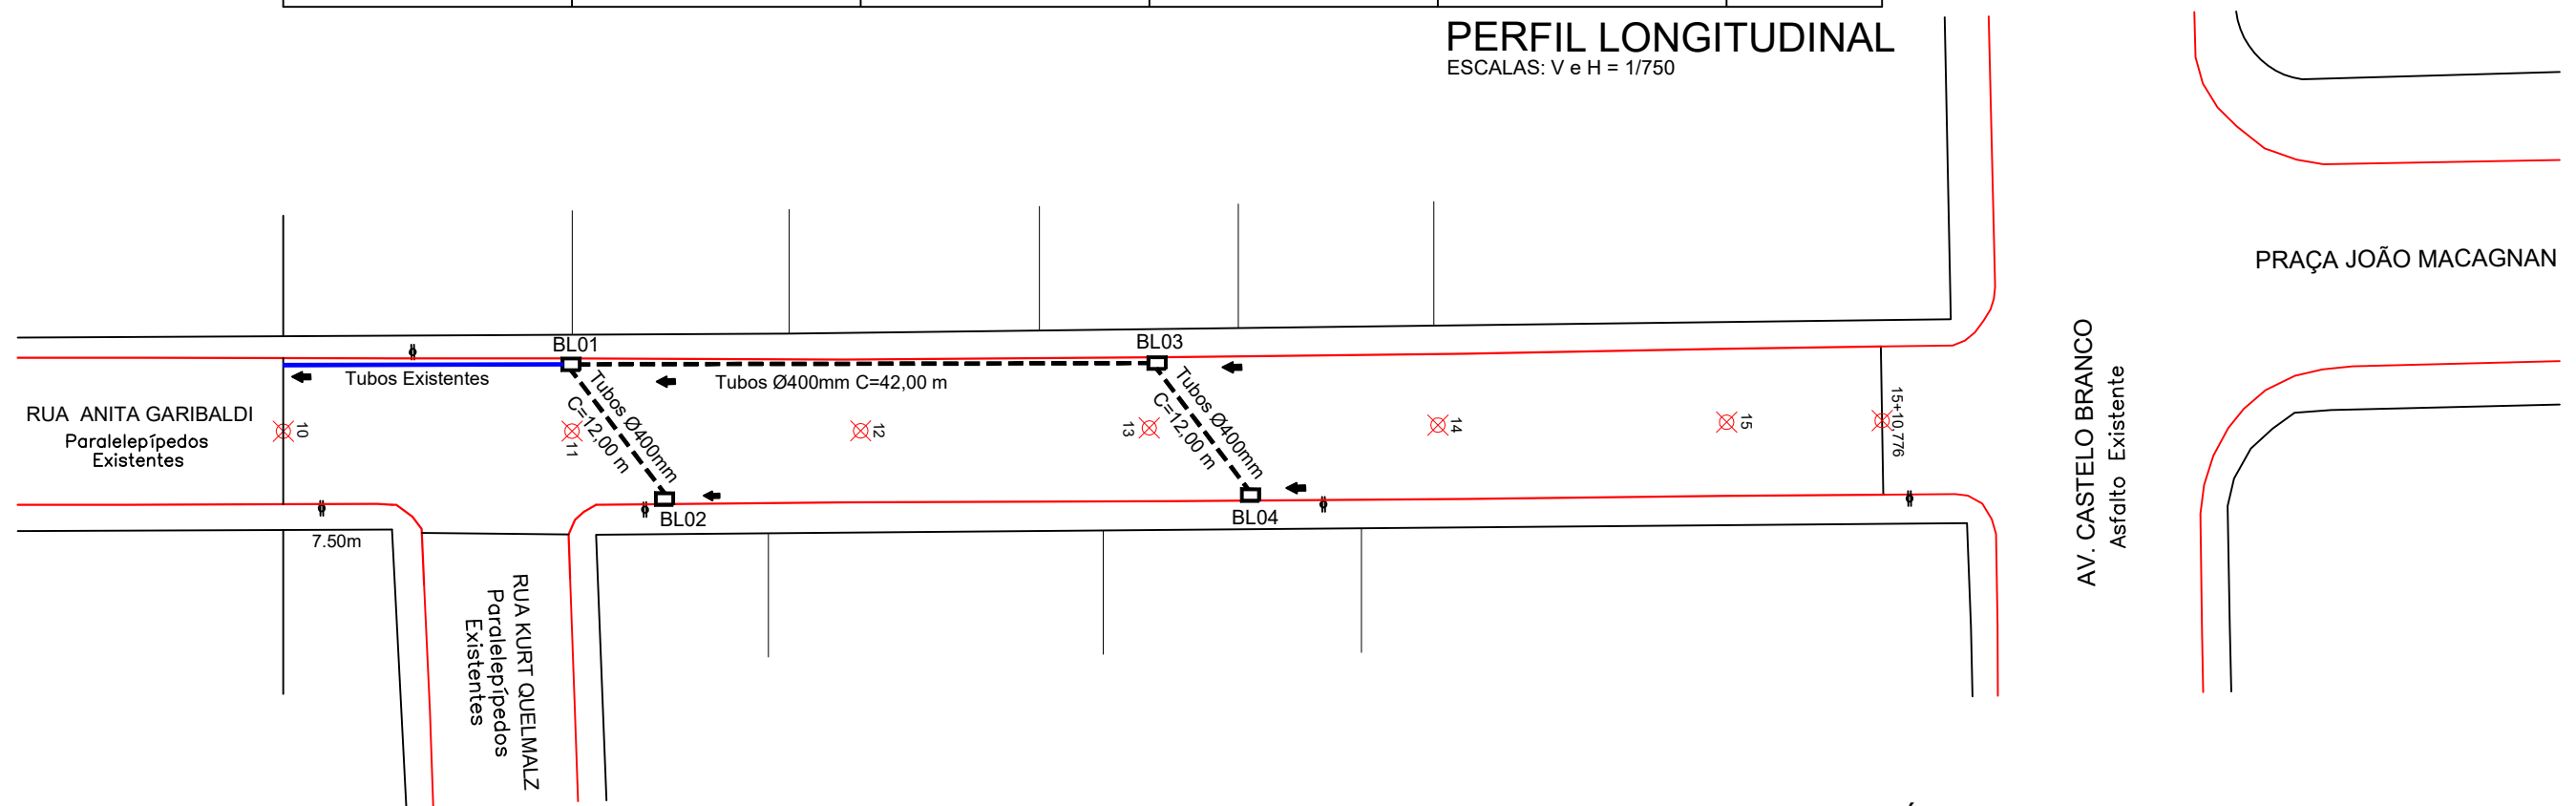 PERFIL LONGITUDINAL
ESCALAS: V e H = 1/750
PRAÇA JOÃO MACAGNAN
BL01
BL03
Tubos Existentes
Tubos Ø400mm C=42,00 m
Tubos Ø400mm
C=12,00 m
Tubos Ø400mm
C=12,00 m
RUA ANITA GARIBALDI
Paralelepípedos
Existentes
10
11
12
13
14
15
15+10,776
AV. CASTELO BRANCO
Asfalto Existente
BL02
BL04
7.50m
RUA KURT QUELMALZ
Paralelepípedos
Existentes